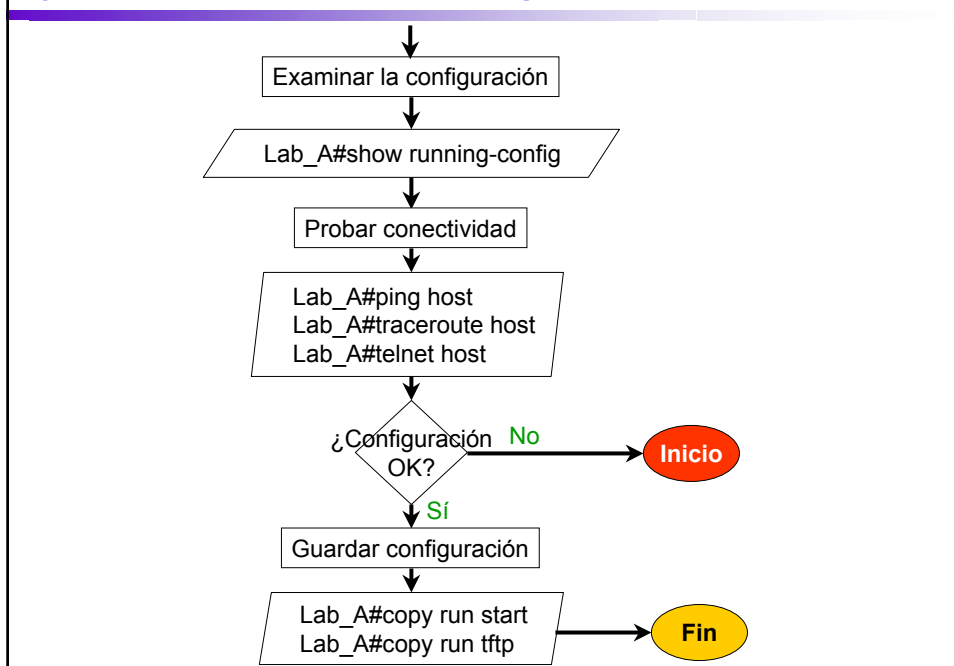 Examinar la configuración
Lab_A#show running-config
Probar conectividad
Lab_A#ping host
Lab_A#traceroute host
Lab_A#telnet host
¿Configuración
OK?
No
Inicio
Sí
Guardar configuración
Lab_A#copy run start
Lab_A#copy run tftp
Fin